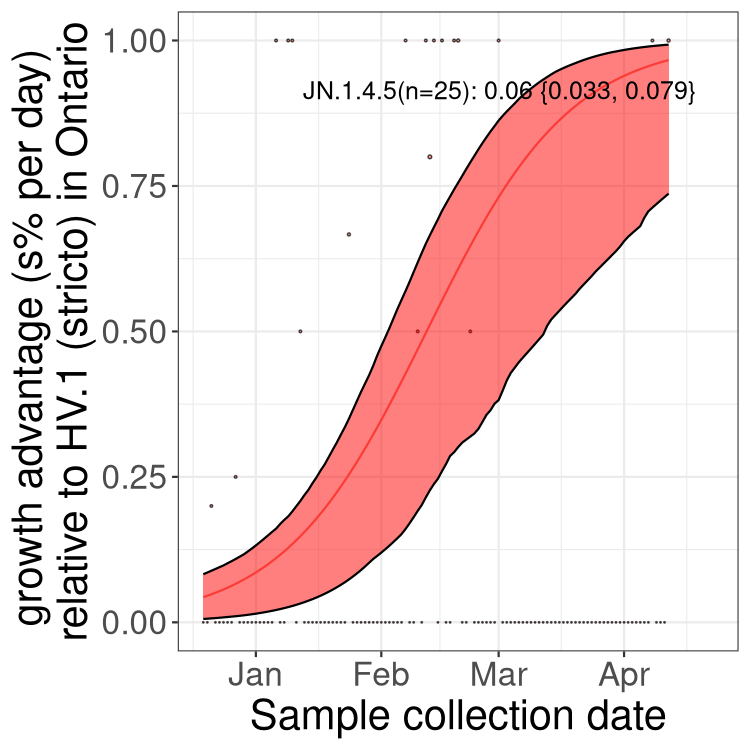 growth advantage (s% per day)
relative to HV.1 (stricto) in Ontario
1.00
0.75
0.50
0.25
0.00
JN.1.4.5(n=25): 0.06 {0.033, 0.079}
Jan Feb Mar Apr
Sample collection date